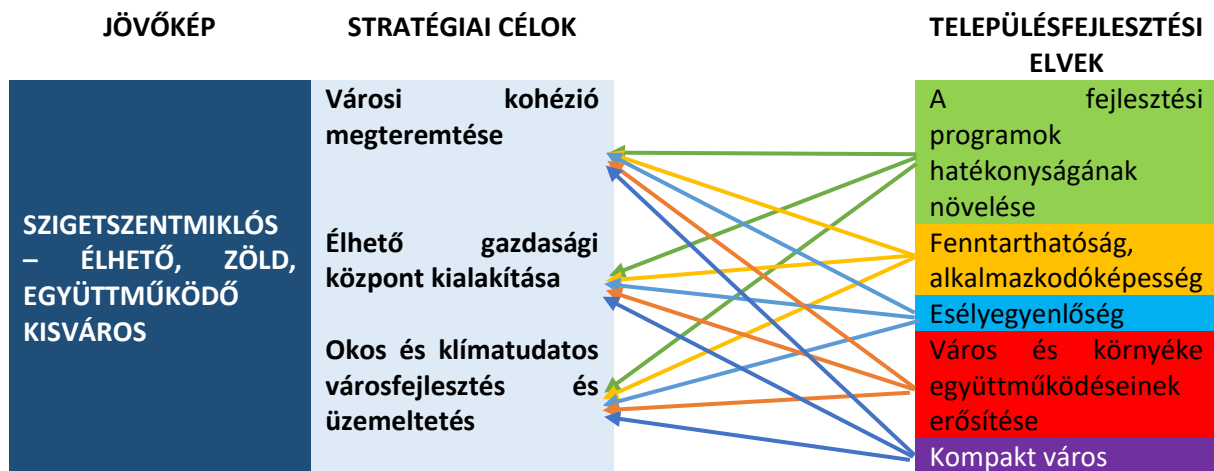 JÖVŐKÉP
STRATÉGIAI CÉLOK
TELEPÜLÉSFEJLESZTÉSI
ELVEK
SZIGETSZENTMIKLÓS
– ÉLHETŐ, ZÖLD,
EGYÜTTMŰKÖDŐ
KISVÁROS
Városi kohézió
megteremtése
Élhető gazdasági
központ kialakítása
Okos és klímatudatos
városfejlesztés és
üzemeltetés
A fejlesztési
programok
hatékonyságának
növelése
Fenntarthatóság,
alkalmazkodóképesség
Esélyegyenlőség
Város és környéke
együttműködéseinek
erősítése
Kompakt város